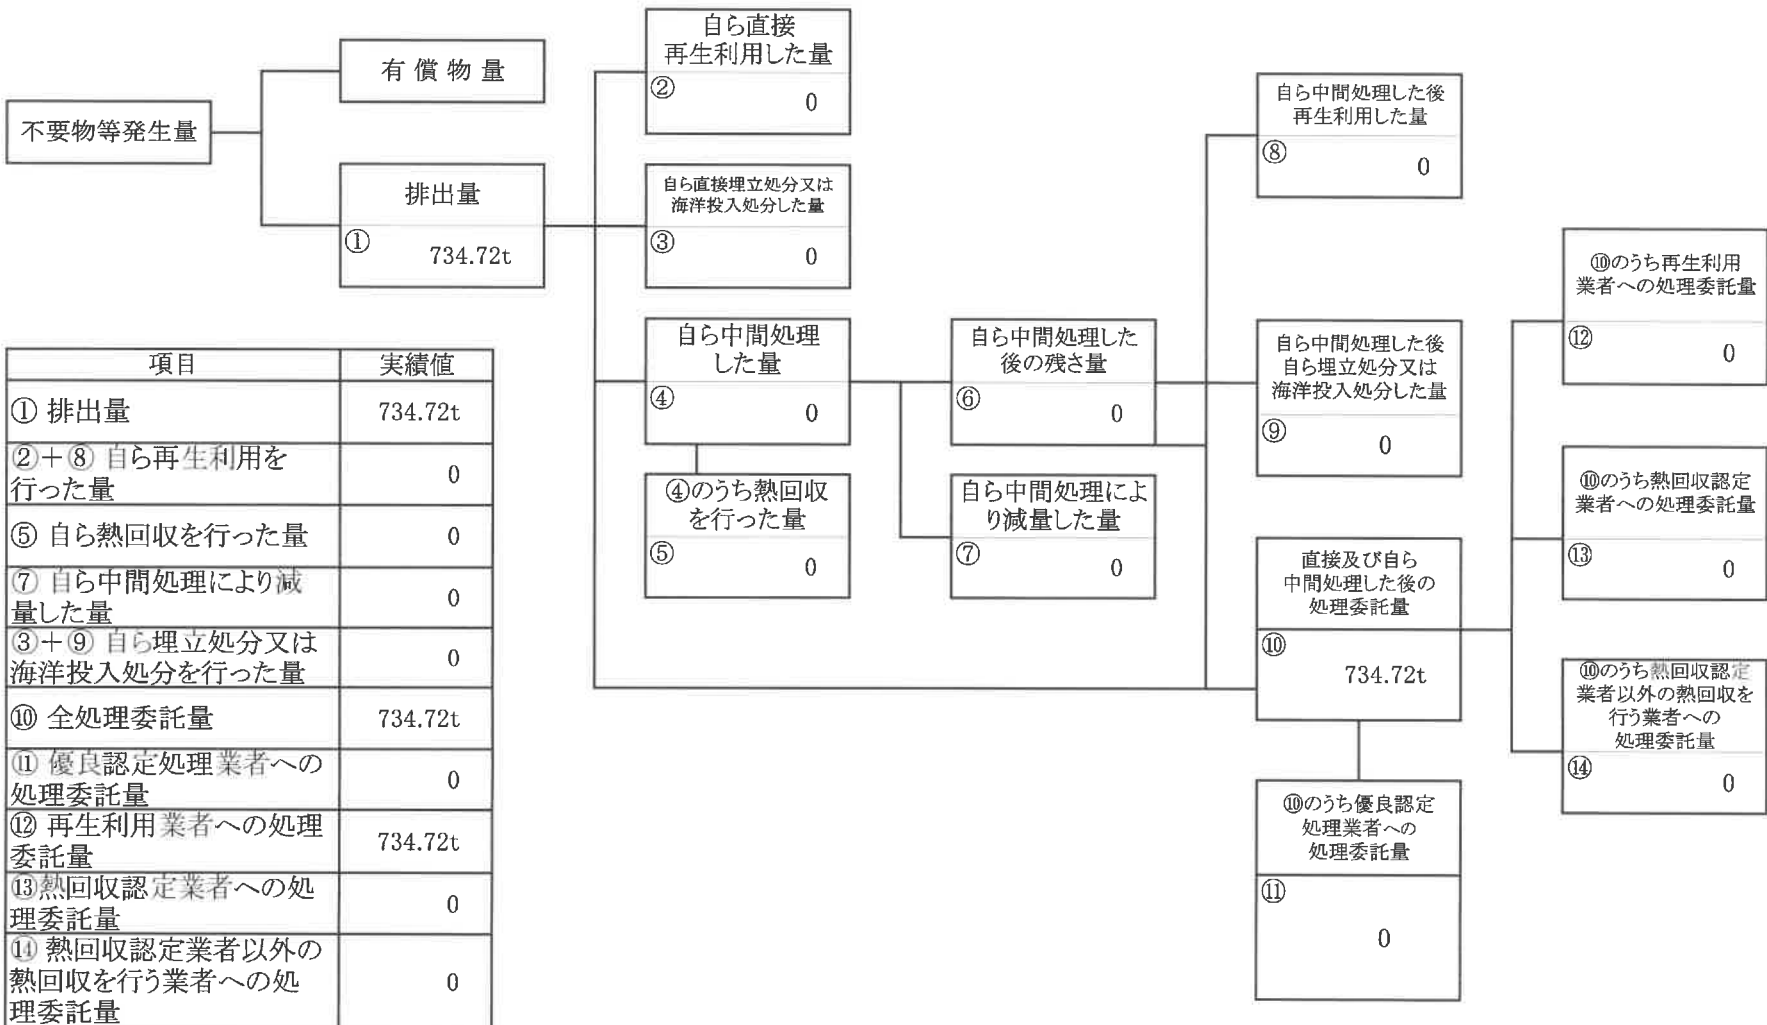 不要物等発生量
有償物量
排出量
① 734.72t
自ら直接
再生利用した量
② 0
自ら直接埋立処分又は
海洋投入処分した量
③ 0
自ら中間処理
した量
④ 0
④のうち熱回収
を行った量
⑤ 0
自ら中間処理した
後の残さ量
⑥ 0
自ら中間処理によ
り減量した量
⑦ 0
自ら中間処理した後
再生利用した量
⑧ 0
自ら中間処理した後
自ら埋立処分又は
海洋投入処分した量
⑨ 0
直接及び自ら
中間処理した後の
処理委託量
⑩ 734.72t
⑩のうち優良認定
処理業者への
処理委託量
⑪ 0
⑩のうち再生利用
業者への処理委託量
⑫ 0
⑩のうち熱回収認定
業者への処理委託量
⑬ 0
⑩のうち熱回収認定
業者以外の熱回収を
行う業者への
処理委託量
⑭ 0
項目 実績値
① 排出量 734.72t
②+⑧ 自ら再生利用を
行った量 0
⑤ 自ら熱回収を行った量 0
⑦ 自ら中間処理により減
量した量 0
③+⑨ 自ら埋立処分又は
海洋投入処分を行った量 0
⑩ 全処理委託量 734.72t
⑪ 優良認定処理業者への
処理委託量 0
⑫ 再生利用業者への処理
委託量 734.72t
⑬熱回収認定業者への処
理委託量 0
⑭ 熱回収認定業者以外の
熱回収を行う業者への処
理委託量 0